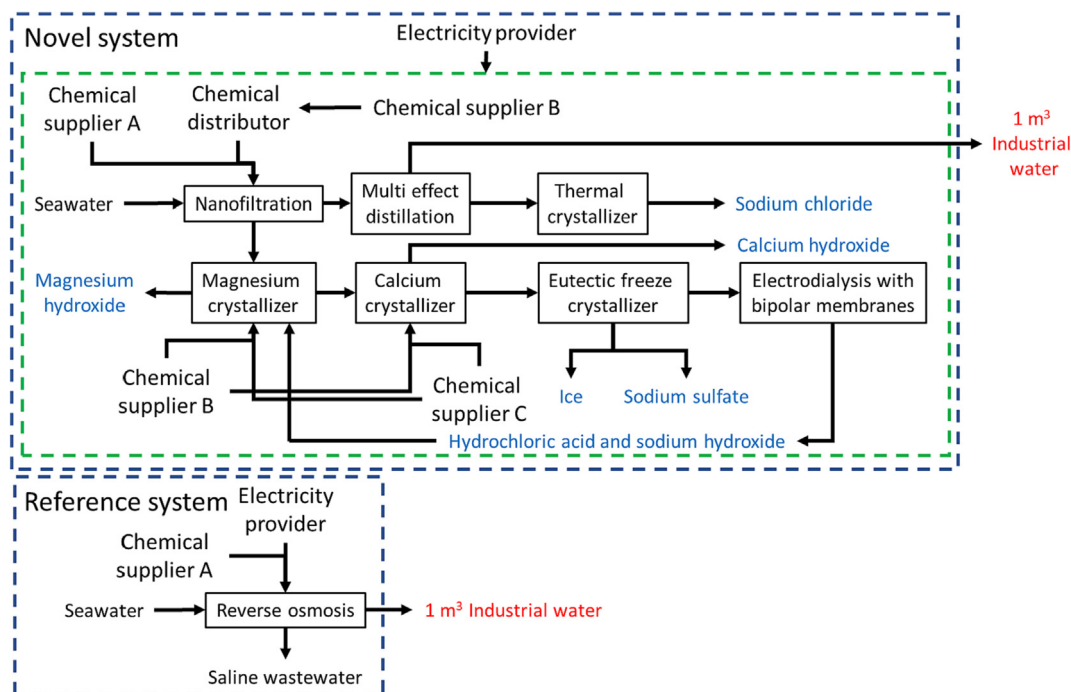 Novel system
Electricity provider
Chemical
supplier A
Chemical
distributor
Chemical supplier B
1 m³
Industrial
water
Seawater
Nanofiltration
Multi effect
distillation
Thermal
crystallizer
Sodium chloride
Calcium hydroxide
Magnesium
hydroxide
Magnesium
crystallizer
Calcium
crystallizer
Eutectic freeze
crystallizer
Electrodialysis with
bipolar membranes
Chemical
supplier B
Chemical
supplier C
Ice
Sodium sulfate
Hydrochloric acid and sodium hydroxide
Reference system
Electricity
provider
Chemical
supplier A
Seawater
Reverse osmosis
1 m³ Industrial water
Saline wastewater